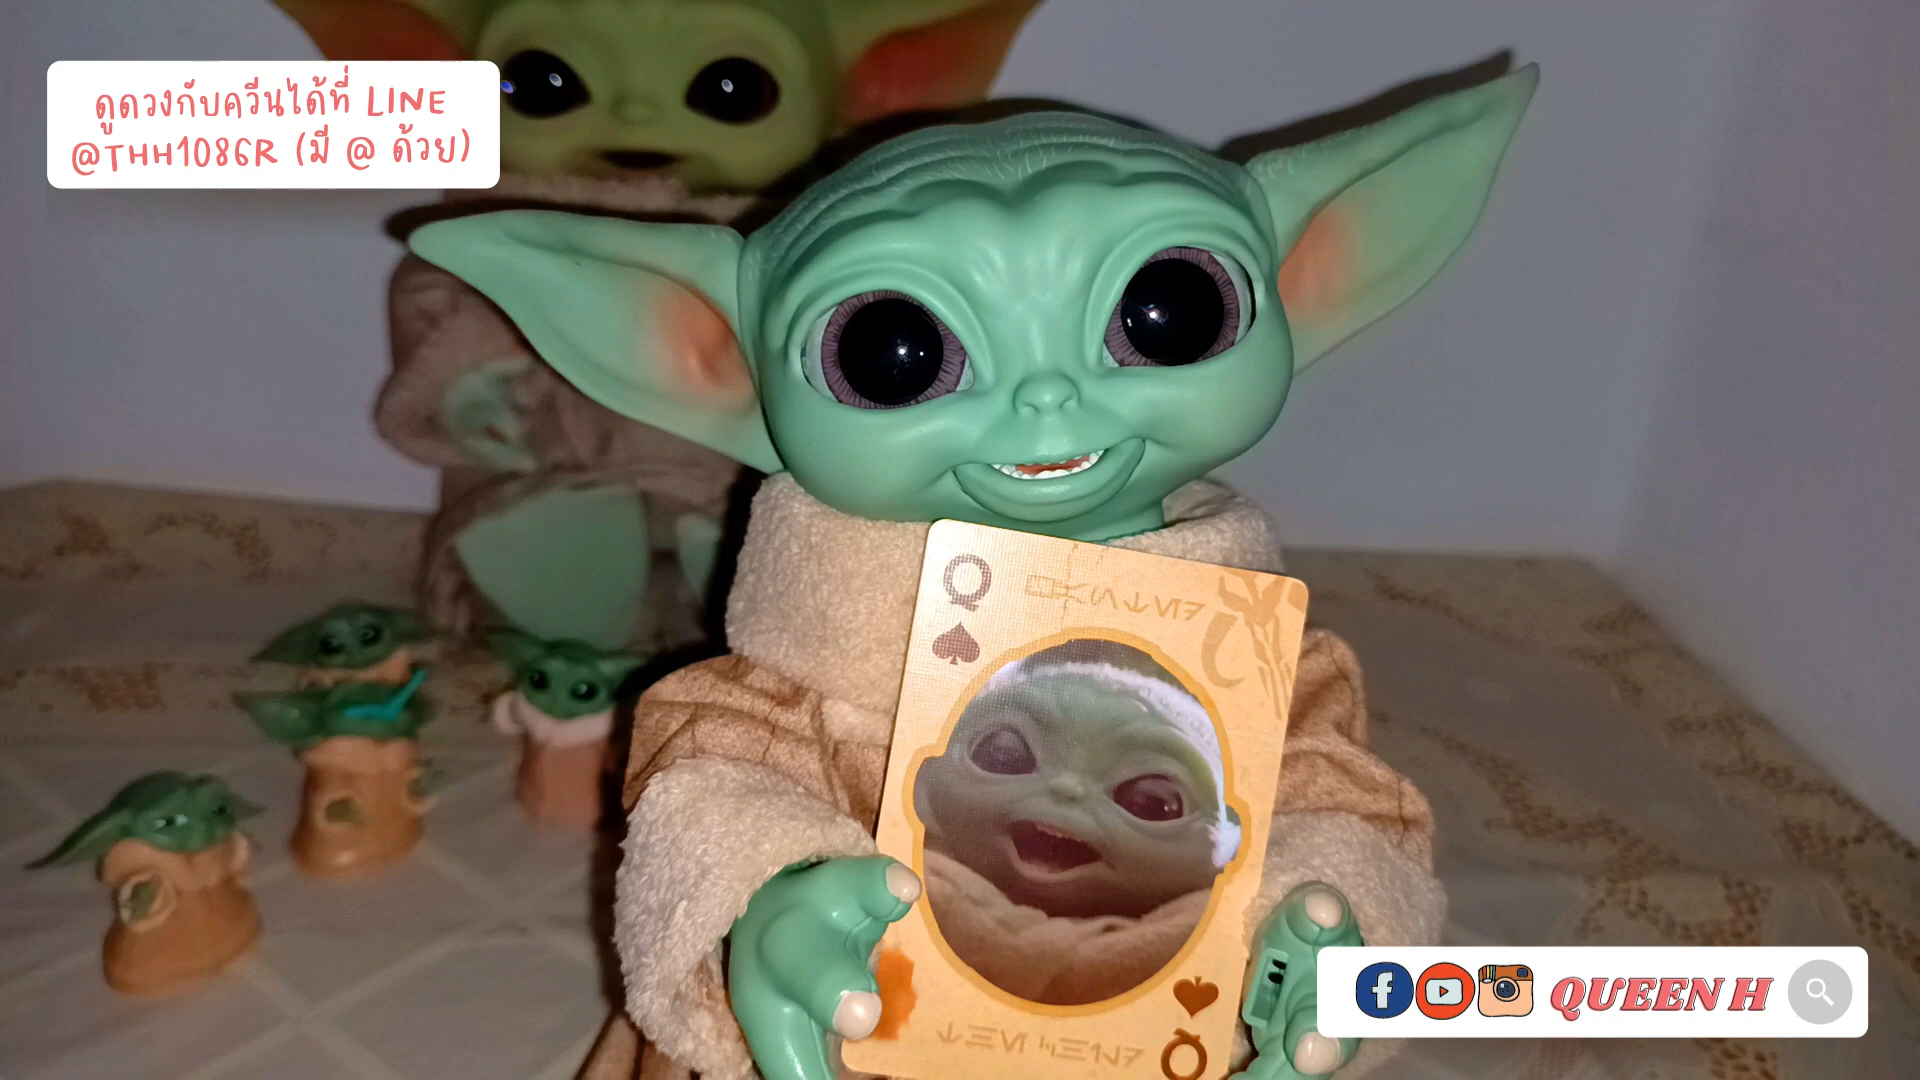 ดูดวงกับควีนได้ที่ LINE
@THH1086R (มี @ ด้วย)
Q
Q
QUEEN H